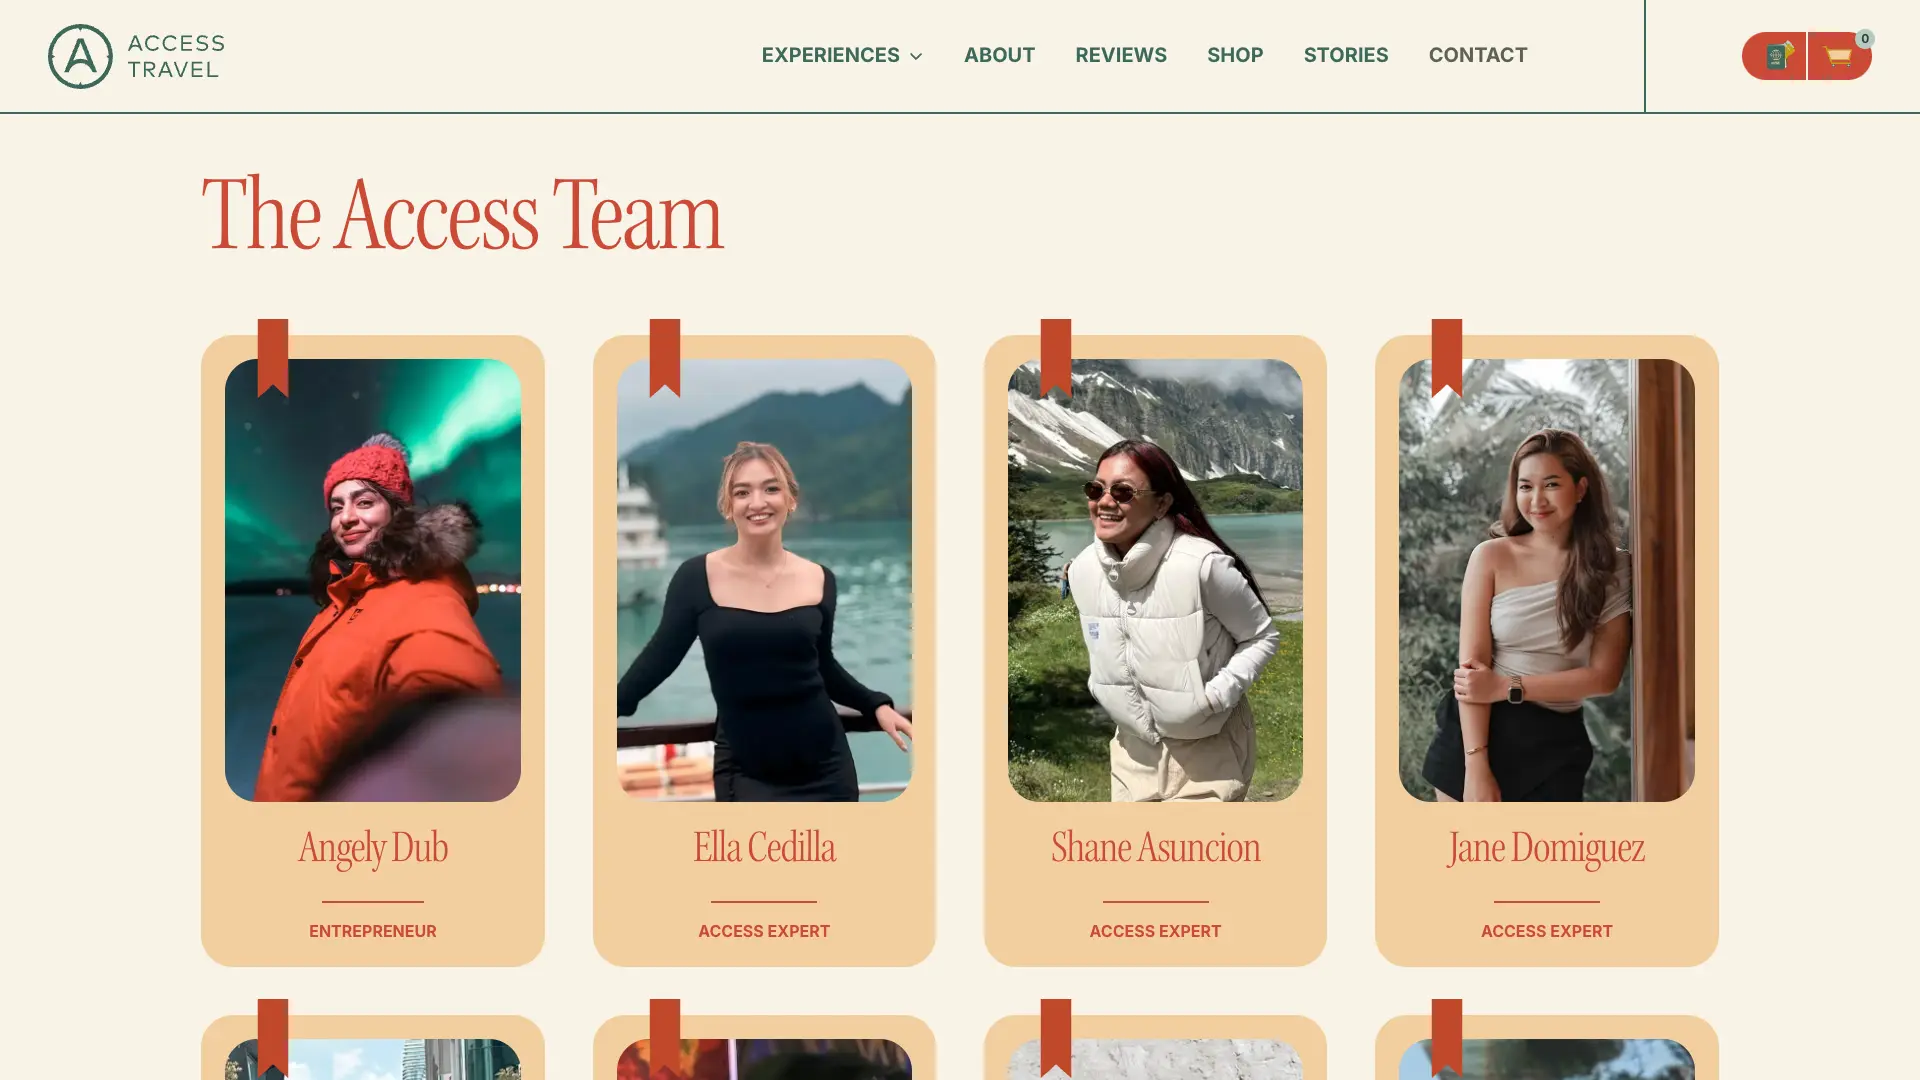 ACCESS
TRAVEL
EXPERIENCES
ABOUT
REVIEWS
SHOP
STORIES
CONTACT
0
The Access Team
Angely Dub
ENTREPRENEUR
Ella Cedilla
ACCESS EXPERT
Shane Asuncion
ACCESS EXPERT
Jane Domiguez
ACCESS EXPERT